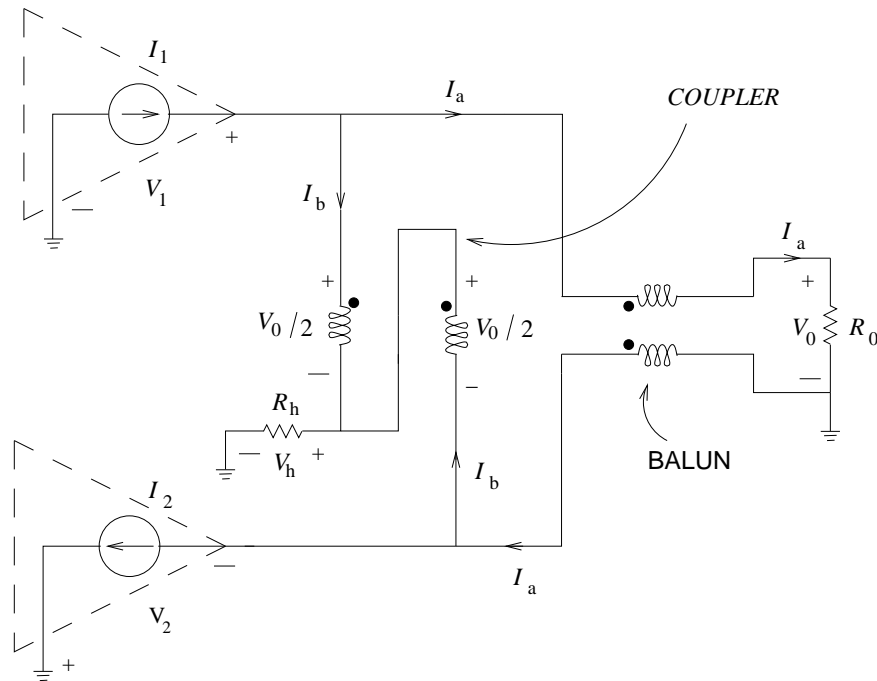 I1
+
V1
—
Ia
COUPLER
Ib
+
V0 /2
—
+
V0 /2
-
Ia
+
V0
R0
—
Rh
—
Vh
+
BALUN
Ib
I2
—
V2
+
Ia